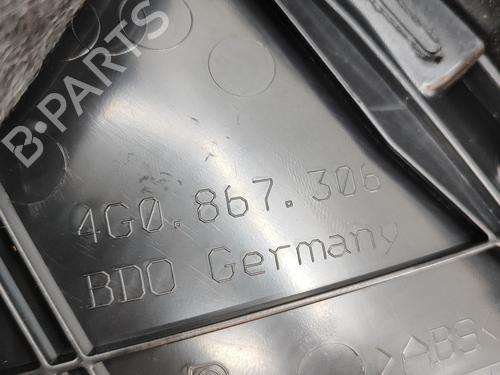 B-PARTS
4G0.867.306
BDO Germany
>ABS<